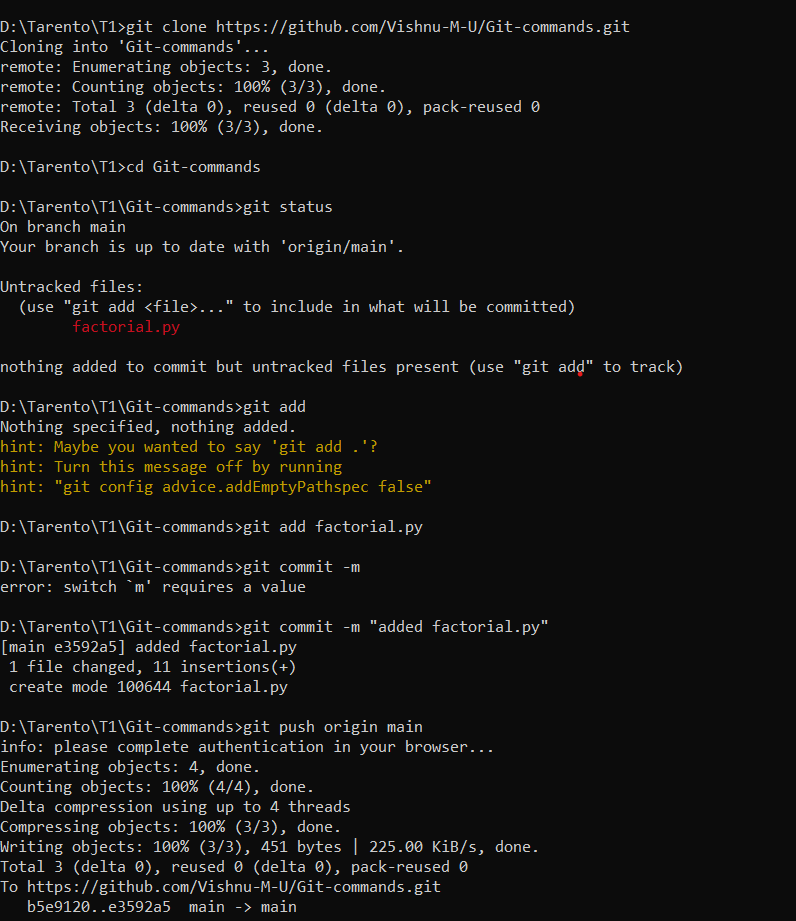 D:\Tarento\T1>git clone https://github.com/Vishnu-M-U/Git-commands.git
Cloning into 'Git-commands'...
remote: Enumerating objects: 3, done.
remote: Counting objects: 100% (3/3), done.
remote: Total 3 (delta 0), reused 0 (delta 0), pack-reused 0
Receiving objects: 100% (3/3), done.
D:\Tarento\T1>cd Git-commands
D:\Tarento\T1\Git-commands>git status
On branch main
Your branch is up to date with 'origin/main'.
Untracked files:
  (use "git add <file>..." to include in what will be committed)
        factorial.py
nothing added to commit but untracked files present (use "git add" to track)
D:\Tarento\T1\Git-commands>git add
Nothing specified, nothing added.
hint: Maybe you wanted to say 'git add .'?
hint: Turn this message off by running
hint: "git config advice.addEmptyPathspec false"
D:\Tarento\T1\Git-commands>git add factorial.py
D:\Tarento\T1\Git-commands>git commit -m
error: switch `m' requires a value
D:\Tarento\T1\Git-commands>git commit -m "added factorial.py"
[main e3592a5] added factorial.py
 1 file changed, 11 insertions(+)
 create mode 100644 factorial.py
D:\Tarento\T1\Git-commands>git push origin main
info: please complete authentication in your browser...
Enumerating objects: 4, done.
Counting objects: 100% (4/4), done.
Delta compression using up to 4 threads
Compressing objects: 100% (3/3), done.
Writing objects: 100% (3/3), 451 bytes | 225.00 KiB/s, done.
Total 3 (delta 0), reused 0 (delta 0), pack-reused 0
To https://github.com/Vishnu-M-U/Git-commands.git
   b5e9120..e3592a5  main -> main